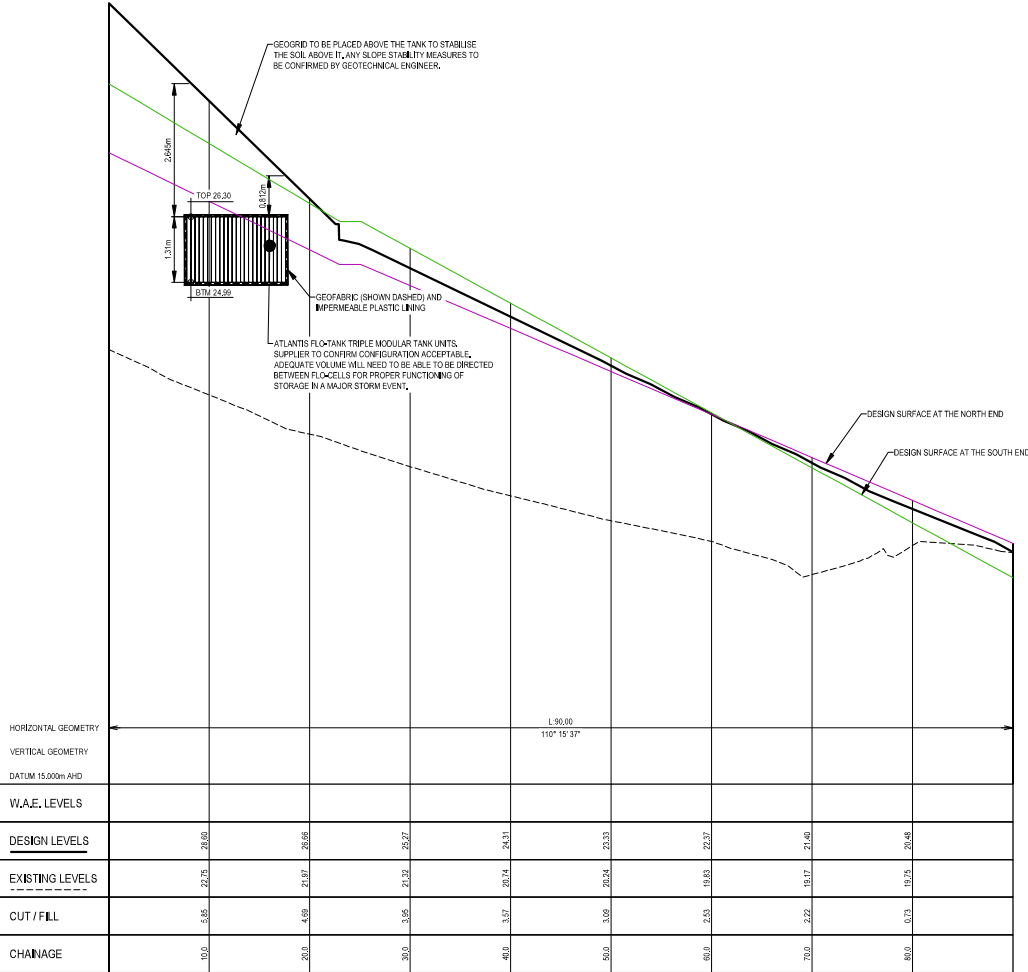 GEOGRID TO BE PLACED ABOVE THE TANK TO STABILISE
THE SOIL ABOVE IT. ANY SLOPE STABILITY MEASURES TO
BE CONFIRMED BY GEOTECHNICAL ENGINEER.
2.645m
TOP 26.30
0.812m
1.31m
BTM 24.99
GEOFABRIC (SHOWN DASHED) AND
IMPERMEABLE PLASTIC LINING
ATLANTIS FLO-TANK TRIPLE MODULAR TANK UNITS.
SUPPLIER TO CONFIRM CONFIGURATION ACCEPTABLE.
ADEQUATE VOLUME WILL NEED TO BE ABLE TO BE DIRECTED
BETWEEN FLO-CELLS FOR PROPER FUNCTIONING OF
STORAGE IN A MAJOR STORM EVENT.
DESIGN SURFACE AT THE NORTH END
DESIGN SURFACE AT THE SOUTH END
HORIZONTAL GEOMETRY
L:90.00
110° 15' 37"
VERTICAL GEOMETRY
DATUM 15.000m AHD
W.A.E. LEVELS
DESIGN LEVELS 28.60 26.66 25.27 24.31 23.33 22.37 21.40 20.48
EXISTING LEVELS 22.75 21.97 21.32 20.74 20.24 19.83 19.17 19.75
CUT / FILL 5.85 4.69 3.95 3.57 3.09 2.53 2.22 0.73
CHAINAGE 10.0 20.0 30.0 40.0 50.0 60.0 70.0 80.0